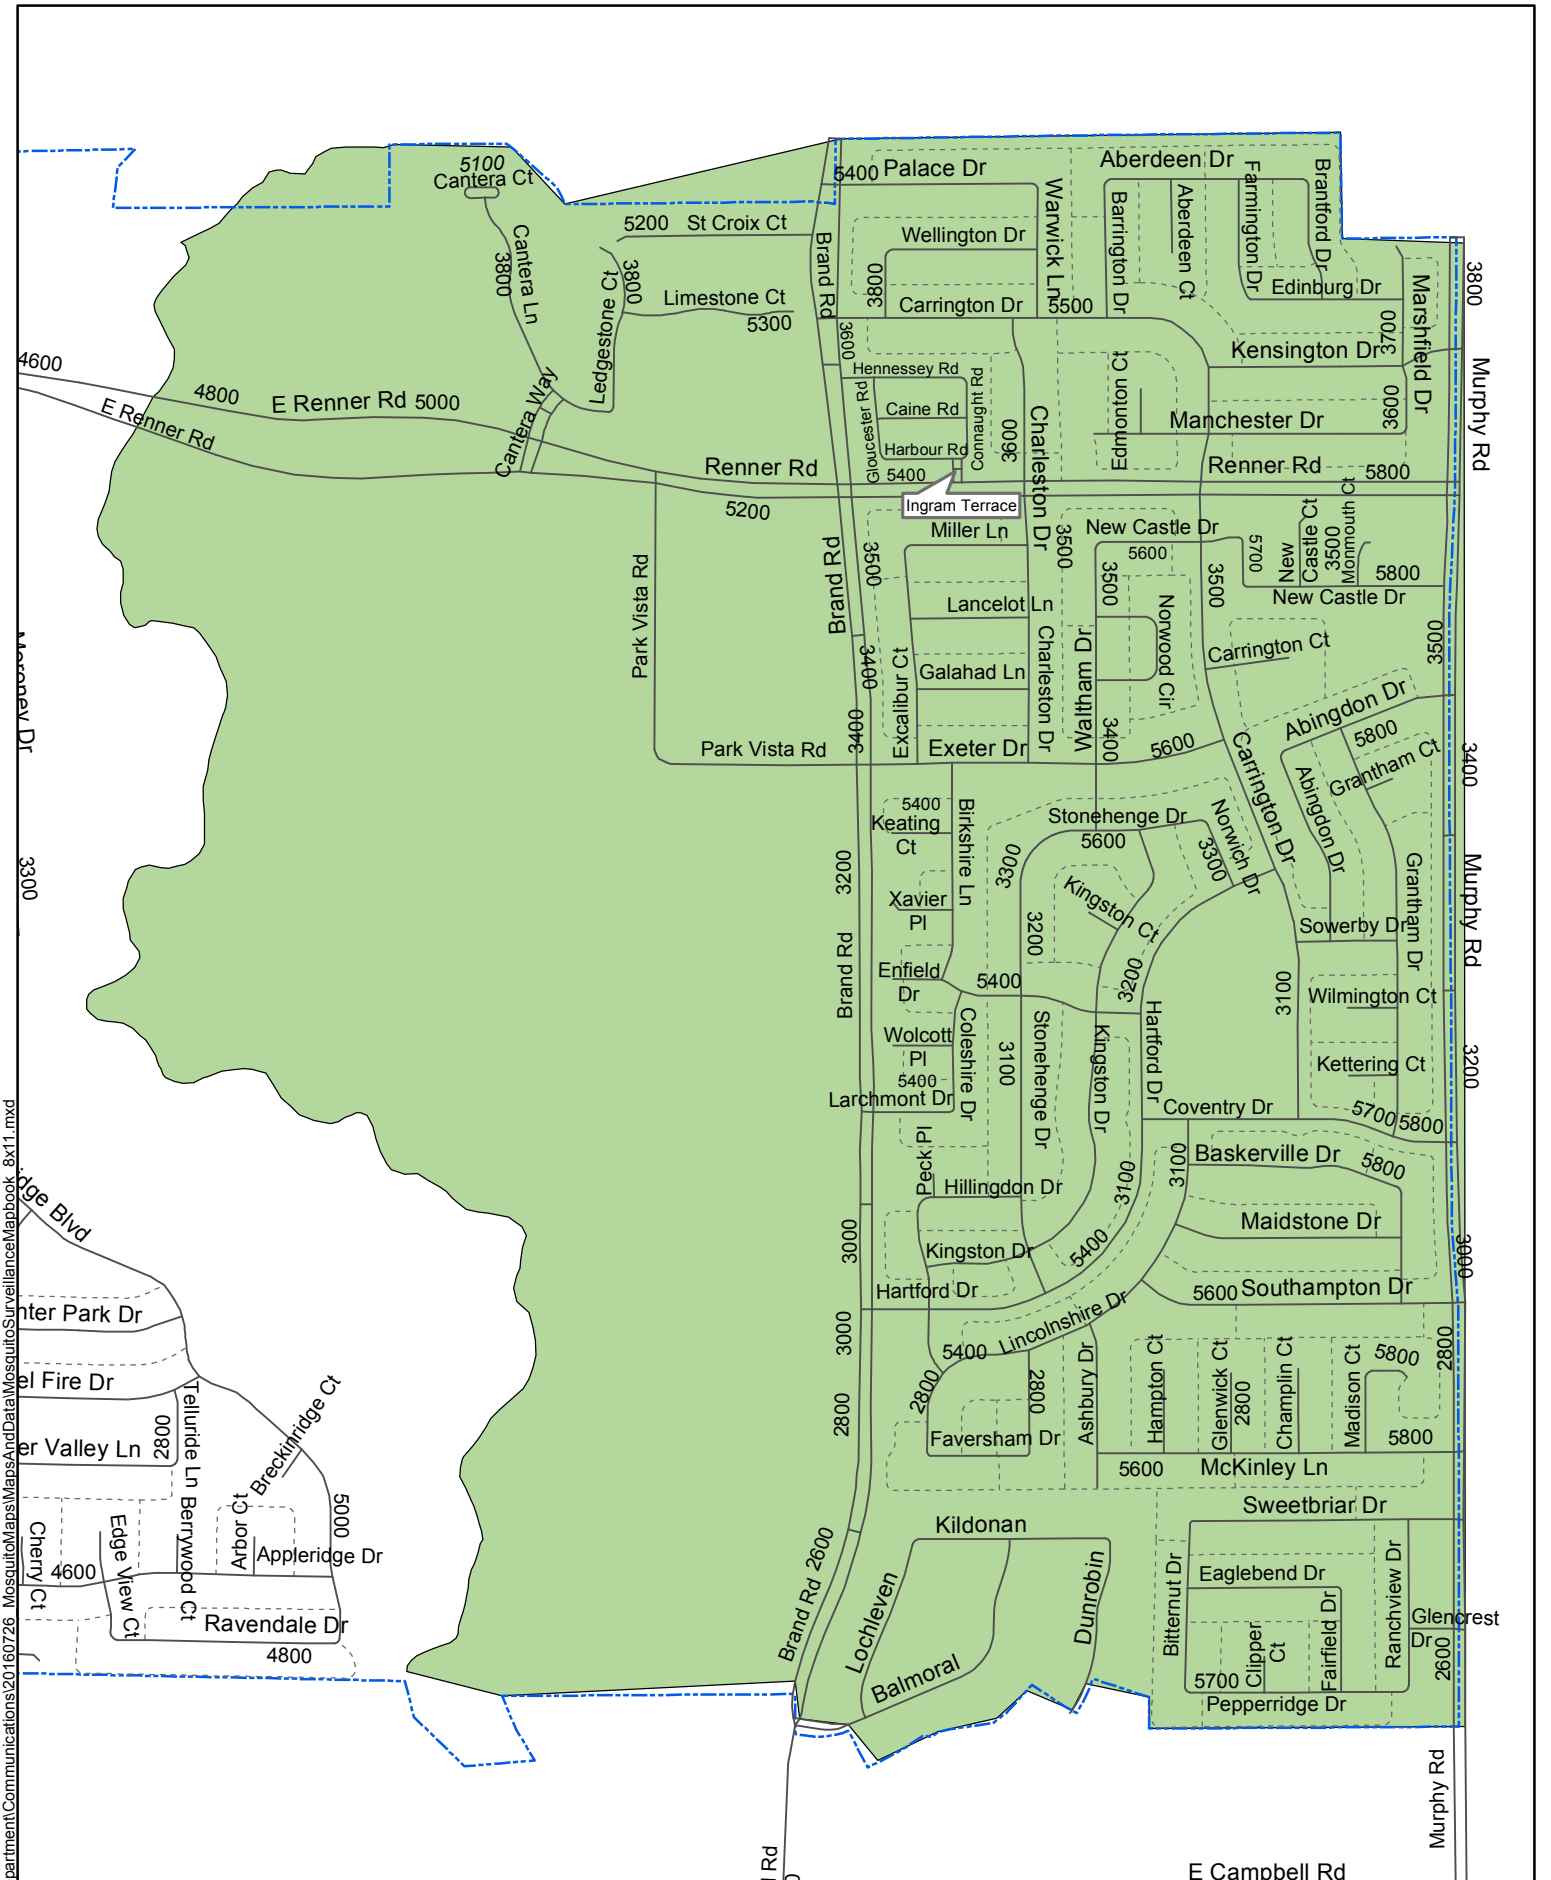 5100
Cantera Ct
Cantera Ln
3800
5200 St Croix Ct
Ledgestone Ct
3800
Limestone Ct
5300
Brand Rd
5400 Palace Dr
Aberdeen Dr
Warwick Ln
Wellington Dr
3800
Carrington Dr
5500
Barrington Dr
Aberdeen Ct
Farmington Dr
Brantford Dr
Edinburg Dr
3700
Marshfield Dr
3800
Murphy Rd
Kensington Dr
3600
Hennessey Rd
Gloucester Rd
Caine Rd
Harbour Rd
Connaught Rd
5400
3600
Charleston Dr
Edmonton Ct
Manchester Dr
3600
4600
4800
E Renner Rd 5000
E Renner Rd
Cantera Way
Renner Rd
5200
Renner Rd
5800
Ingram Terrace
Miller Ln
3500
Brand Rd
3500
New Castle Dr
5600
5700
New
Castle Ct
3500
Monmouth Ct
5800
New Castle Dr
Park Vista Rd
Lancelot Ln
3500
Norwood Cir
3500
3500
Carrington Ct
3400
Excalibur Ct
Galahad Ln
Charleston Dr
Waltham Dr
3400
3400
Park Vista Rd
Exeter Dr
5600
Abingdon Dr
5800
Grantham Ct
3400
Carrington Dr
Abingdon Dr
Moroney Dr
3300
5400
Keating
Ct
Birkshire Ln
Stonehenge Dr
5600
Norwich Dr
3300
3200
3300
Xavier
Pl
Kingston Ct
3200
Grantham Dr
Murphy Rd
Sowerby Dr
Brand Rd
Enfield
Dr
5400
3200
3100
Wilmington Ct
Wolcott
Pl
5400
Coleshire Dr
3100
Stonehenge Dr
Kingston Dr
Hartford Dr
Kettering Ct
3200
Larchmont Dr
Coventry Dr
5700 5800
Peck Pl
Hillingdon Dr
3100
3100
Baskerville Dr
5800
Maidstone Dr
3000
Kingston Dr
5400
3000
Hartford Dr
5600 Southampton Dr
3000
Lincolnshire Dr
5400
2800
2800
Ashbury Dr
Hampton Ct
Glenwick Ct
2800
Champlin Ct
Madison Ct
5800
2800
2800
Faversham Dr
5800
5600
McKinley Ln
Sweetbriar Dr
Kildonan
Brand Rd 2600
Lochleven
Dunrobin
Balmoral
Bitternut Dr
Eaglebend Dr
Clipper
Ct
Fairfield Dr
Ranchview Dr
Glencrest
Dr
2600
5700
Pepperridge Dr
Murphy Rd
E Campbell Rd
idge Blvd
nter Park Dr
el Fire Dr
er Valley Ln
2800
Telluride Ln
Breckinridge Ct
5000
Cherry Ct
4600
Edge View Ct
Berrywood Ct
Arbor Ct
Appleridge Dr
Ravendale Dr
4800
partment\Communications\20160726 MosquitoMaps\MapsAndData\MosquitoSurveillanceMapbook_8x11.mxd